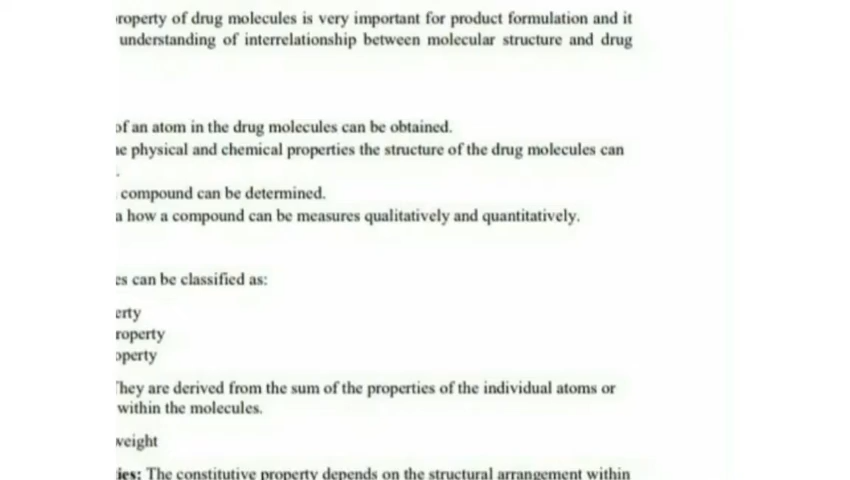 property of drug molecules is very important for product formulation and it
understanding of interrelationship between molecular structure and drug
of an atom in the drug molecules can be obtained.
physical and chemical properties the structure of the drug molecules can
.
compound can be determined.
a how a compound can be measures qualitatively and quantitatively.
es can be classified as:
erty
roperty
operty
They are derived from the sum of the properties of the individual atoms or
within the molecules.
weight
ies: The constitutive property depends on the structural arrangement within